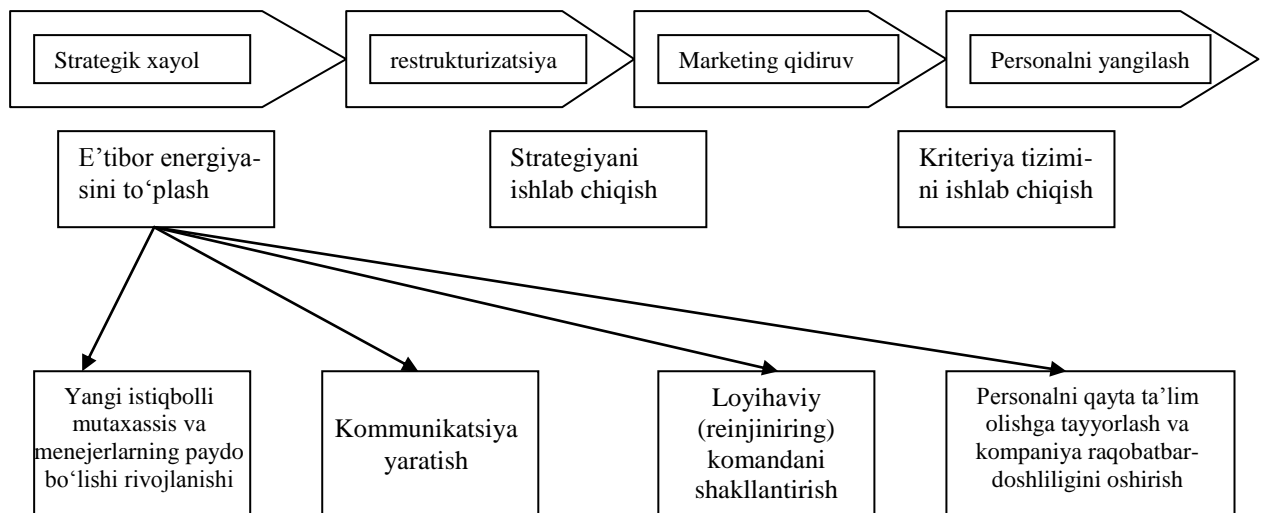 Strategik xayol
restrukturizatsiya
Marketing qidiruv
Personalni yangilash
E’tibor energiya-
sini to‘plash
Strategiyani
ishlab chiqish
Kriteriya tizimi-
ni ishlab chiqish
Yangi istiqbolli
mutaxassis va
menejerlarning paydo
bo‘lishi rivojlanishi
Kommunikatsiya
yaratish
Loyihaviy
(reinjiniring)
komandani
shakllantirish
Personalni qayta ta’lim
olishga tayyorlash va
kompaniya raqobatbar-
doshliligini oshirish